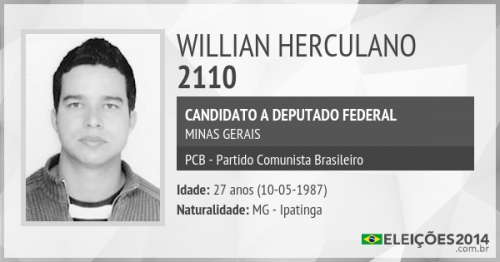 WILLIAN HERCULANO
2110
CANDIDATO A DEPUTADO FEDERAL
MINAS GERAIS
PCB - Partido Comunista Brasileiro
Idade: 27 anos (10-05-1987)
Naturalidade: MG - Ipatinga
ELEIÇÕES2014
.com.br